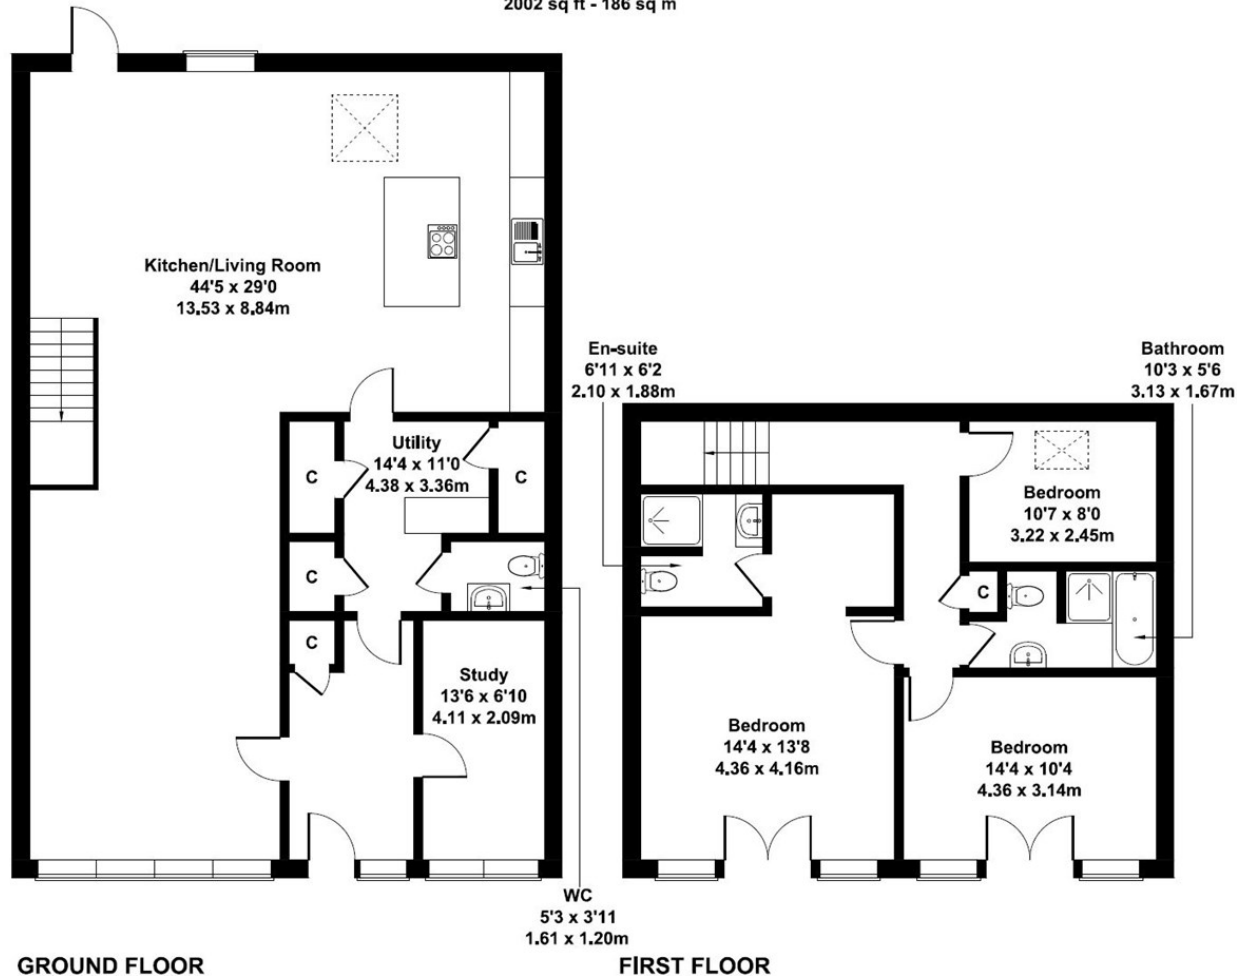 2002 sq ft - 186 sq m
Kitchen/Living Room
44'5 x 29'0
13.53 x 8.84m
Utility
14'4 x 11'0
4.38 x 3.36m
C
C
C
C
Study
13'6 x 6'10
4.11 x 2.09m
WC
5'3 x 3'11
1.61 x 1.20m
GROUND FLOOR
En-suite
6'11 x 6'2
2.10 x 1.88m
Bathroom
10'3 x 5'6
3.13 x 1.67m
Bedroom
10'7 x 8'0
3.22 x 2.45m
C
Bedroom
14'4 x 13'8
4.36 x 4.16m
Bedroom
14'4 x 10'4
4.36 x 3.14m
FIRST FLOOR